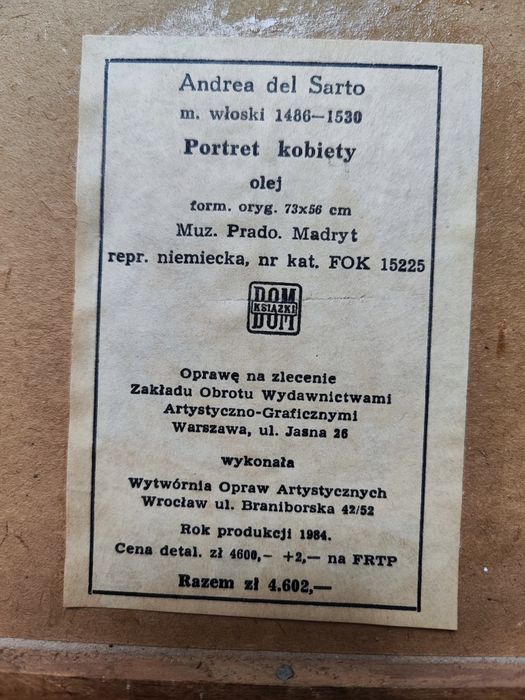 Andrea del Sarto
m. włoski 1486—1530
Portret kobiety
olej
form. oryg. 73x56 cm
Muz. Prado. Madryt
repr. niemiecka, nr kat. FOK 15225
DOM
KSIĄŻKI
DOM
Oprawę na zlecenie
Zakładu Obrotu Wydawnictwami
Artystyczno-Graficznymi
Warszawa, ul. Jasna 26
wykonała
Wytwórnia Opraw Artystycznych
Wrocław ul. Braniborska 42/52
Rok produkcji 1984.
Cena detal. zł 4600,— +2,— na FRTP
Razem zł 4.602,—